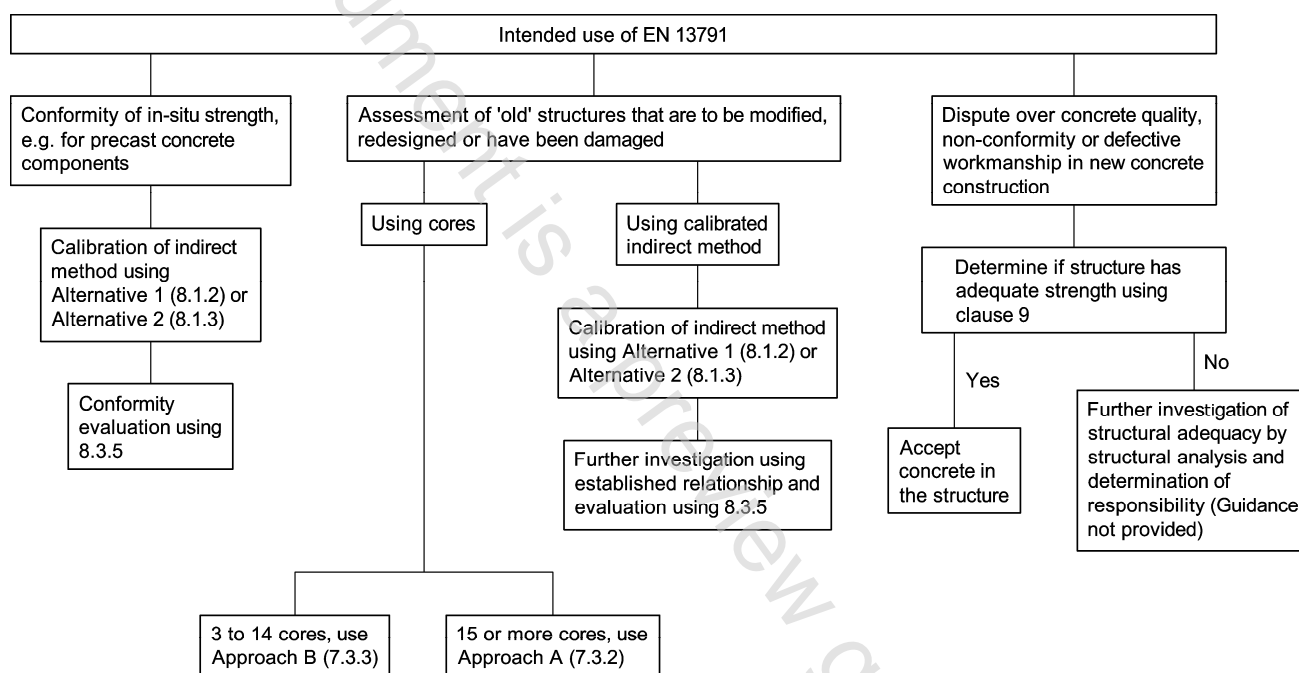 Intended use of EN 13791
Conformity of in-situ strength,
e.g. for precast concrete
components
Calibration of indirect
method using
Alternative 1 (8.1.2) or
Alternative 2 (8.1.3)
Conformity
evaluation using
8.3.5
Assessment of 'old' structures that are to be modified,
redesigned or have been damaged
Using cores
3 to 14 cores, use
Approach B (7.3.3)
15 or more cores, use
Approach A (7.3.2)
Using calibrated
indirect method
Calibration of indirect method
using Alternative 1 (8.1.2) or
Alternative 2 (8.1.3)
Further investigation using
established relationship and
evaluation using 8.3.5
Dispute over concrete quality,
non-conformity or defective
workmanship in new concrete
construction
Determine if structure has
adequate strength using
clause 9
Yes
Accept
concrete in
the structure
No
Further investigation of
structural adequacy by
structural analysis and
determination of
responsibility (Guidance
not provided)
ument is a preview g